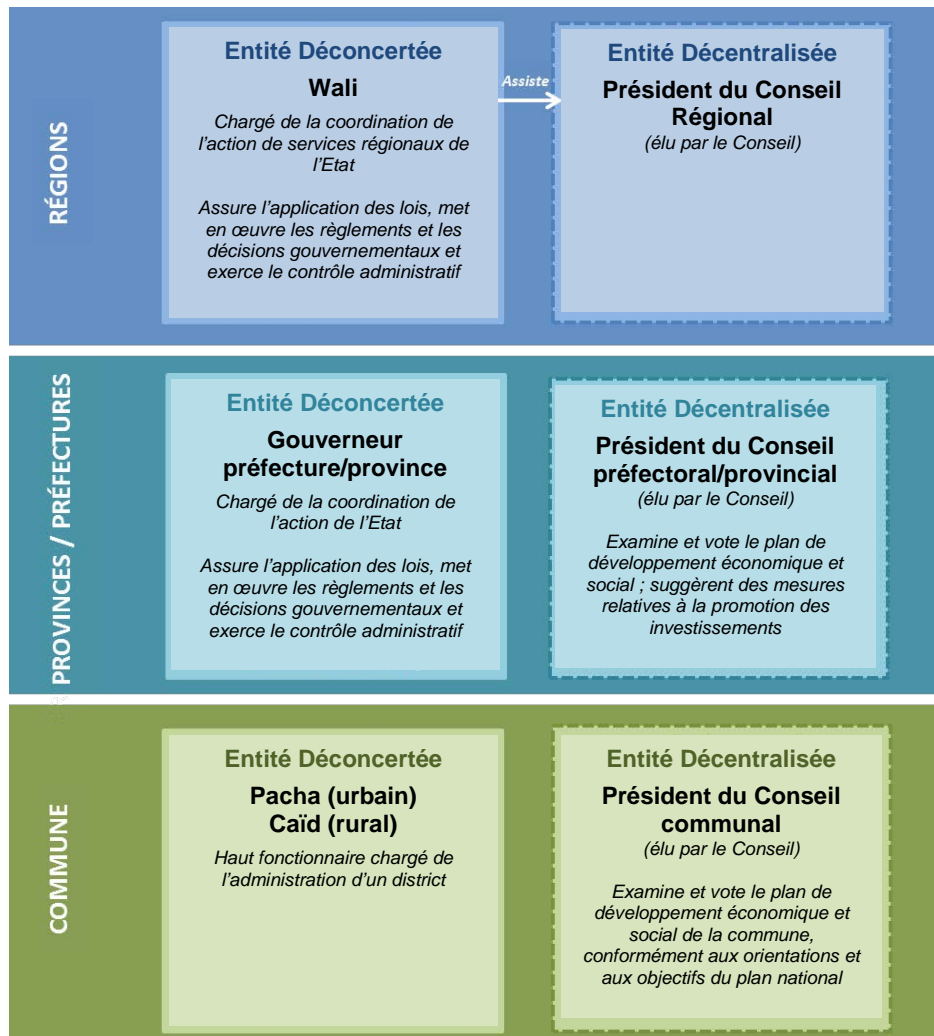 RÉGIONS
Entité Déconcertée
Wali
Chargé de la coordination de
l'action de services régionaux de
l'Etat
Assure l'application des lois, met
en œuvre les règlements et les
décisions gouvernementaux et
exerce le contrôle administratif
Assiste
Entité Décentralisée
Président du Conseil
Régional
(élu par le Conseil)
PROVINCES / PRÉFECTURES
Entité Déconcertée
Gouverneur
préfecture/province
Chargé de la coordination de
l'action de l'Etat
Assure l'application des lois, met
en œuvre les règlements et les
décisions gouvernementaux et
exerce le contrôle administratif
Entité Décentralisée
Président du Conseil
préfectoral/provincial
(élu par le Conseil)
Examine et vote le plan de
développement économique et
social ; suggèrent des mesures
relatives à la promotion des
investissements
COMMUNE
Entité Déconcertée
Pacha (urbain)
Caïd (rural)
Haut fonctionnaire chargé de
l'administration d'un district
Entité Décentralisée
Président du Conseil
communal
(élu par le Conseil)
Examine et vote le plan de
développement économique et
social de la commune,
conformément aux orientations et
aux objectifs du plan national